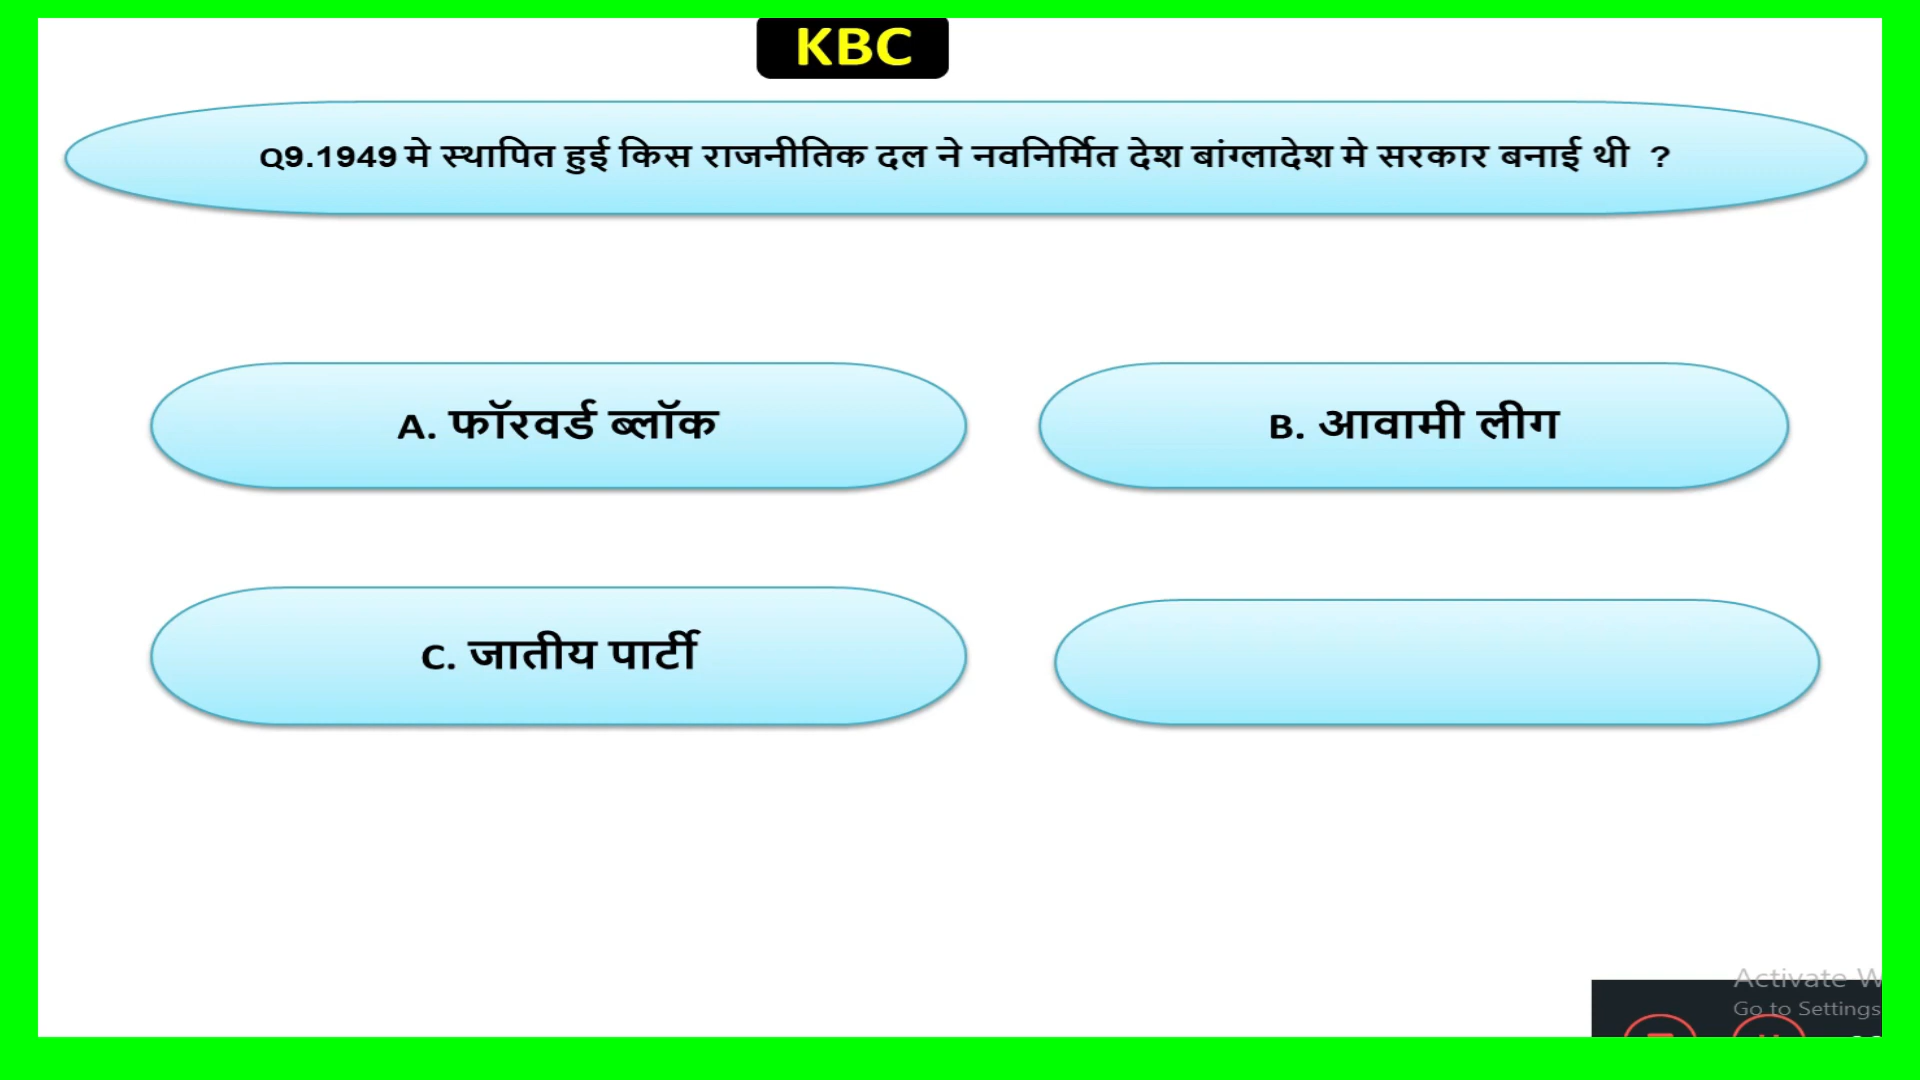 KBC
Q9.1949 मे स्थापित हुई किस राजनीतिक दल ने नवनिर्मित देश बांग्लादेश मे सरकार बनाई थी ?
A. फॉरवर्ड ब्लॉक
B. आवामी लीग
C. जातीय पार्टी
Activate W
Go to Settings